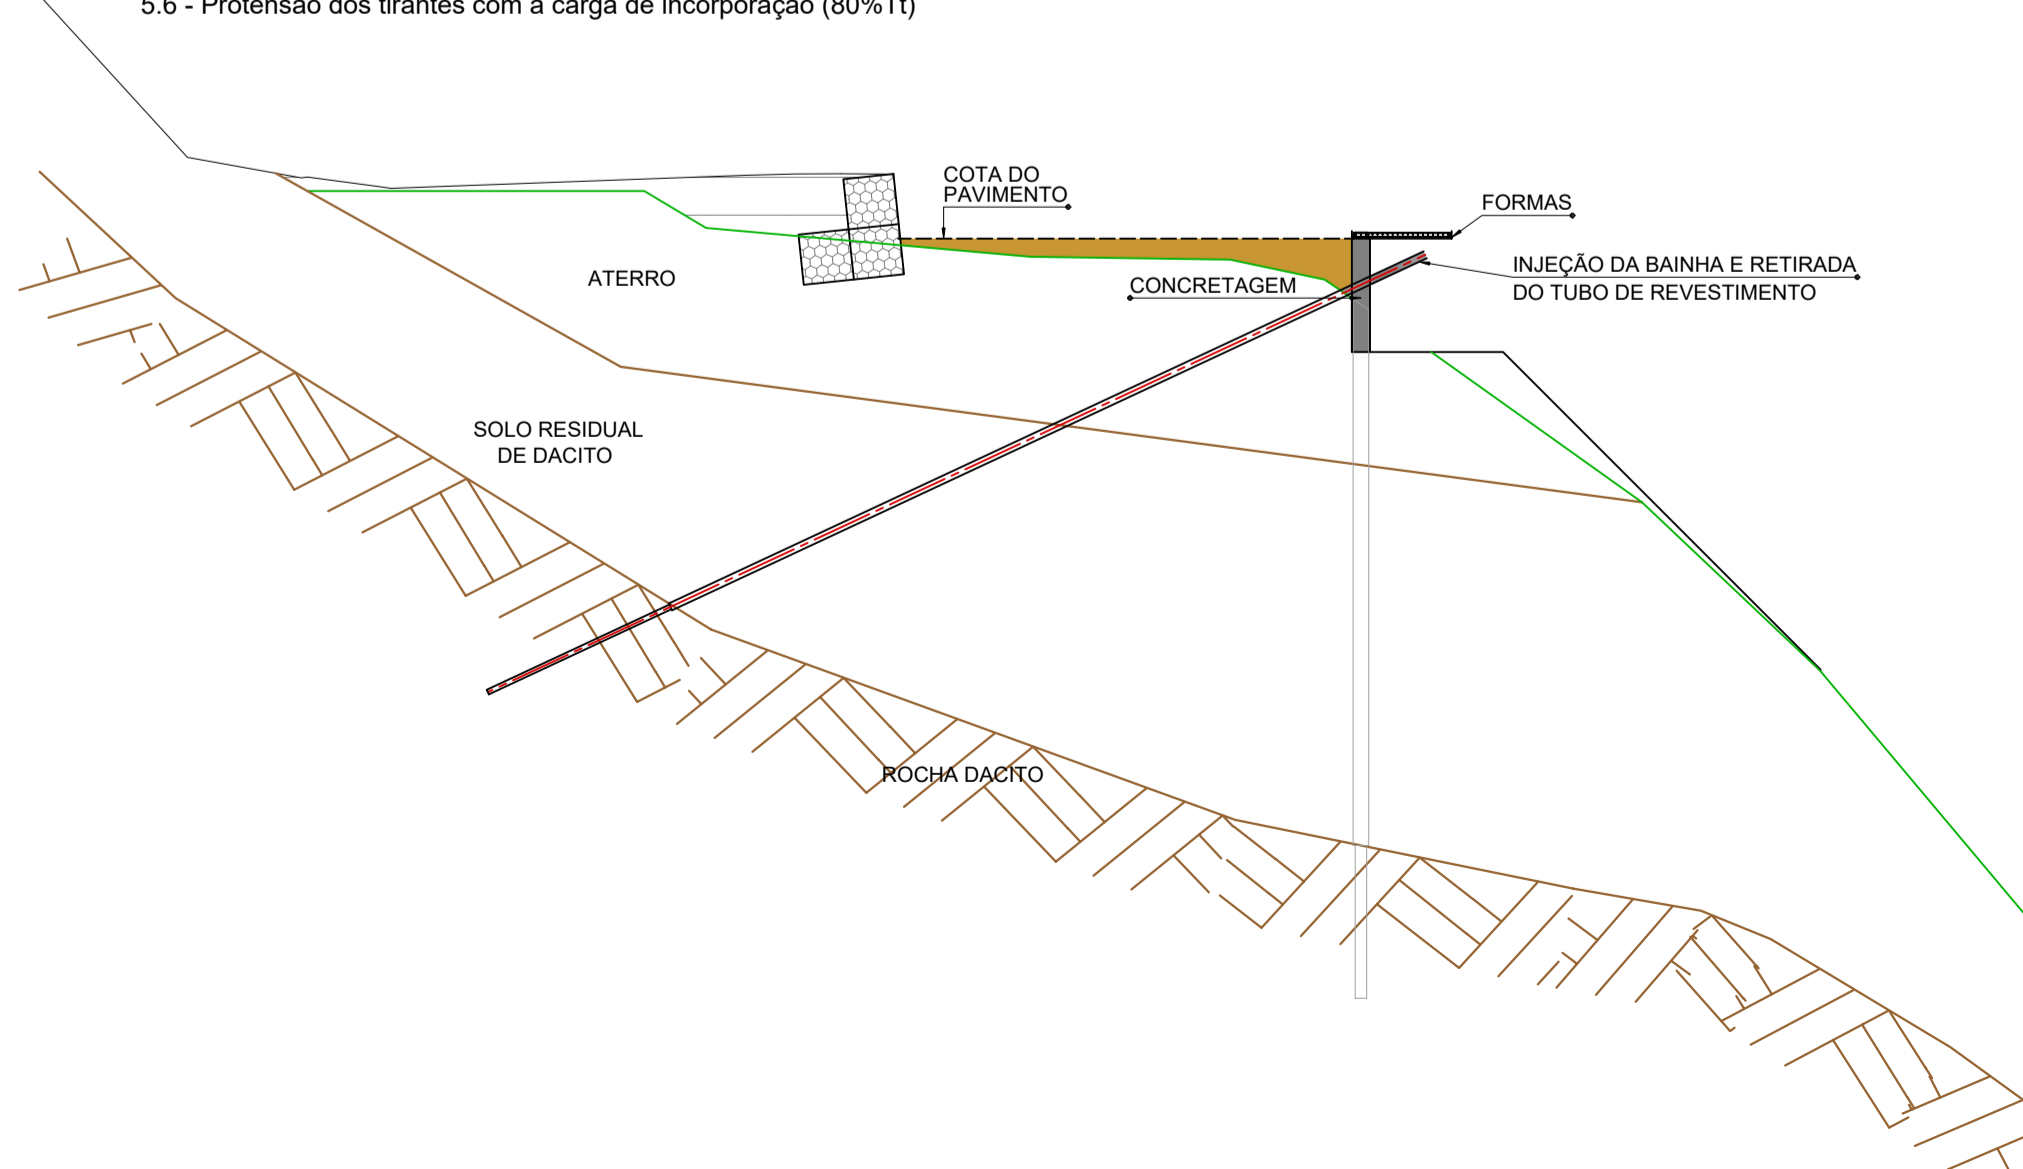 5.6 - Protensão dos tirantes com a carga de incorporação (80%Tt)
COTA DO
PAVIMENTO
FORMAS
ATERRO
INJEÇÃO DA BAINHA E RETIRADA
DO TUBO DE REVESTIMENTO
CONCRETAGEM
SOLO RESIDUAL
DE DACITO
ROCHA DACITO